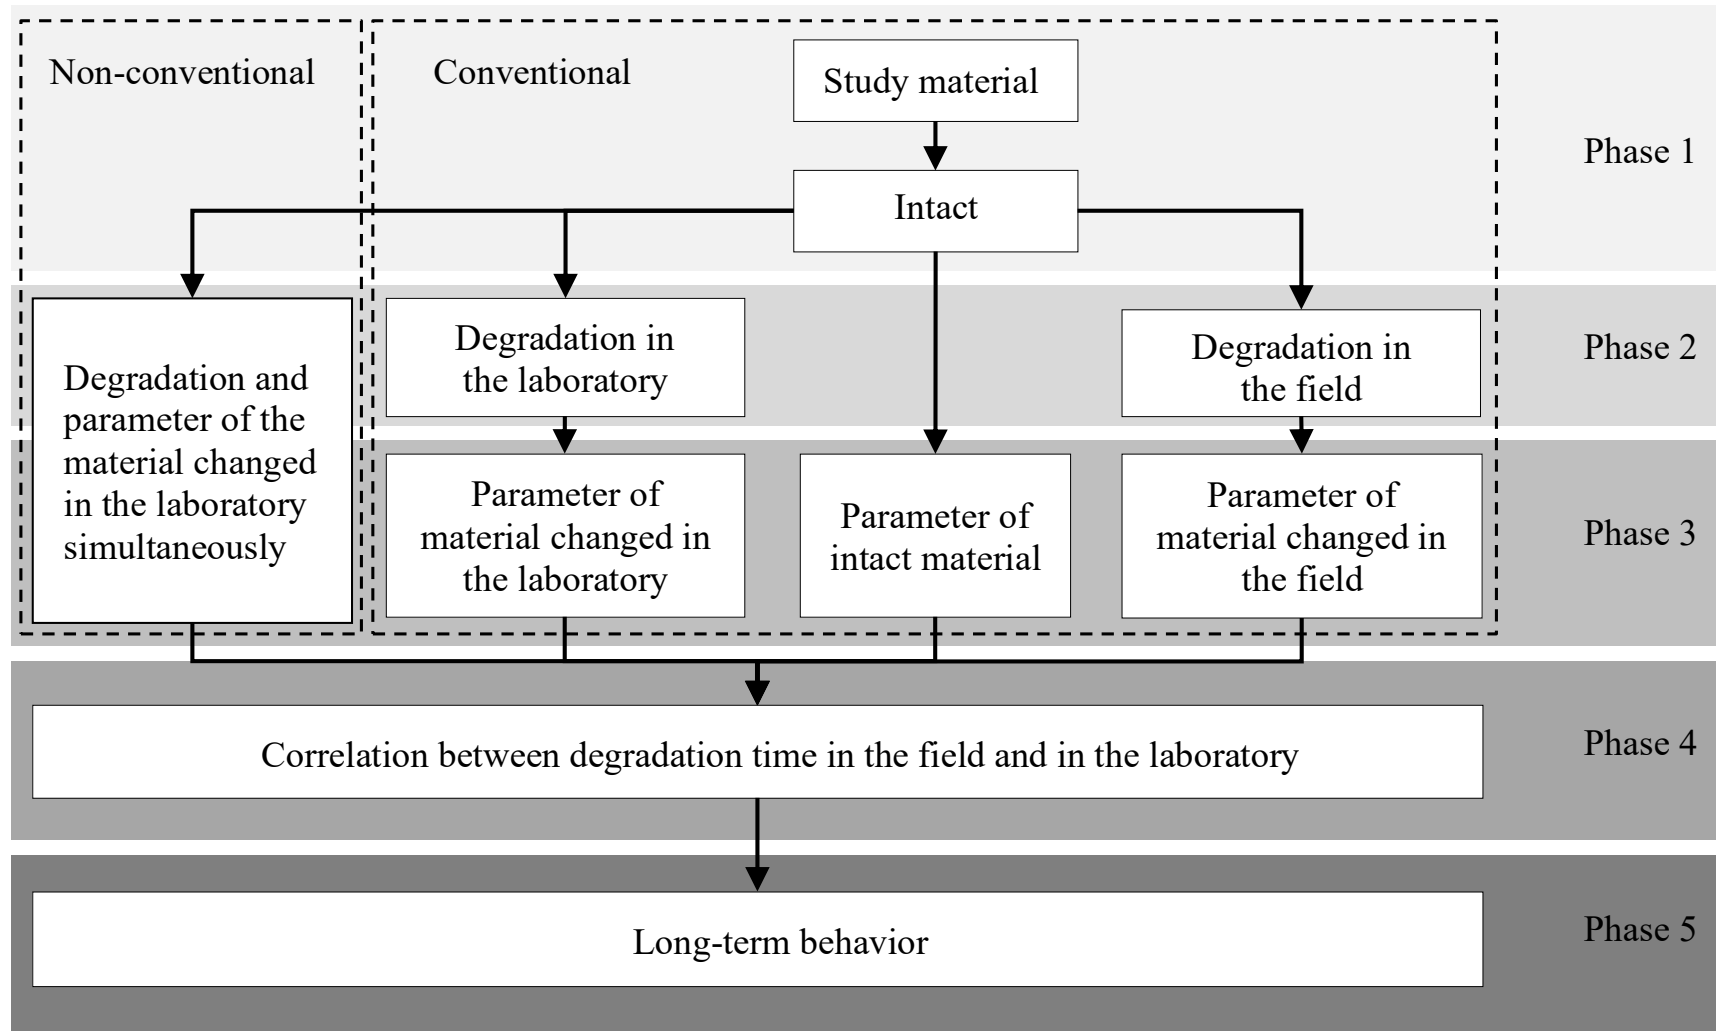 Non-conventional
Conventional
Study material
Phase 1
Intact
Degradation and
parameter of the
material changed
in the laboratory
simultaneously
Degradation in
the laboratory
Degradation in
the field
Phase 2
Parameter of
material changed in
the laboratory
Parameter of
intact material
Parameter of
material changed in
the field
Phase 3
Correlation between degradation time in the field and in the laboratory
Phase 4
Long-term behavior
Phase 5